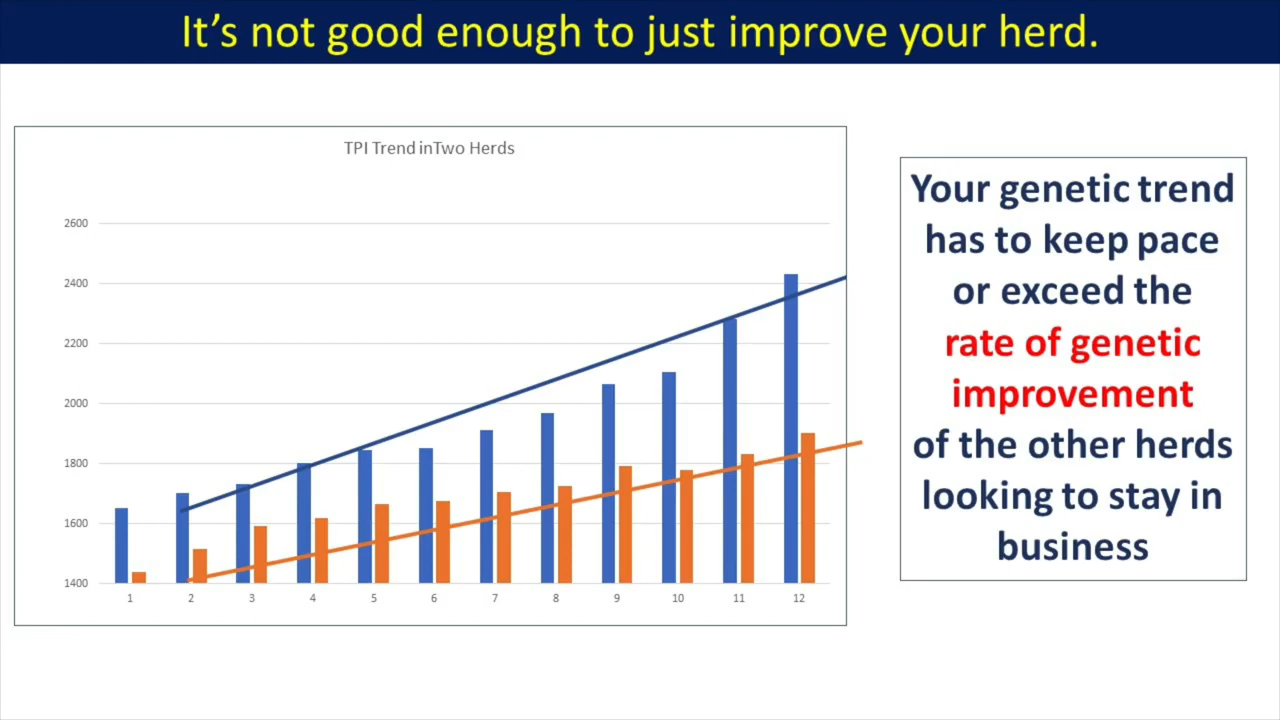 It’s not good enough to just improve your herd.
TPI Trend inTwo Herds
2600
2400
2200
2000
1800
1600
1400
1 2 3 4 5 6 7 8 9 10 11 12
Your genetic trend
has to keep pace
or exceed the
rate of genetic
improvement
of the other herds
looking to stay in
business